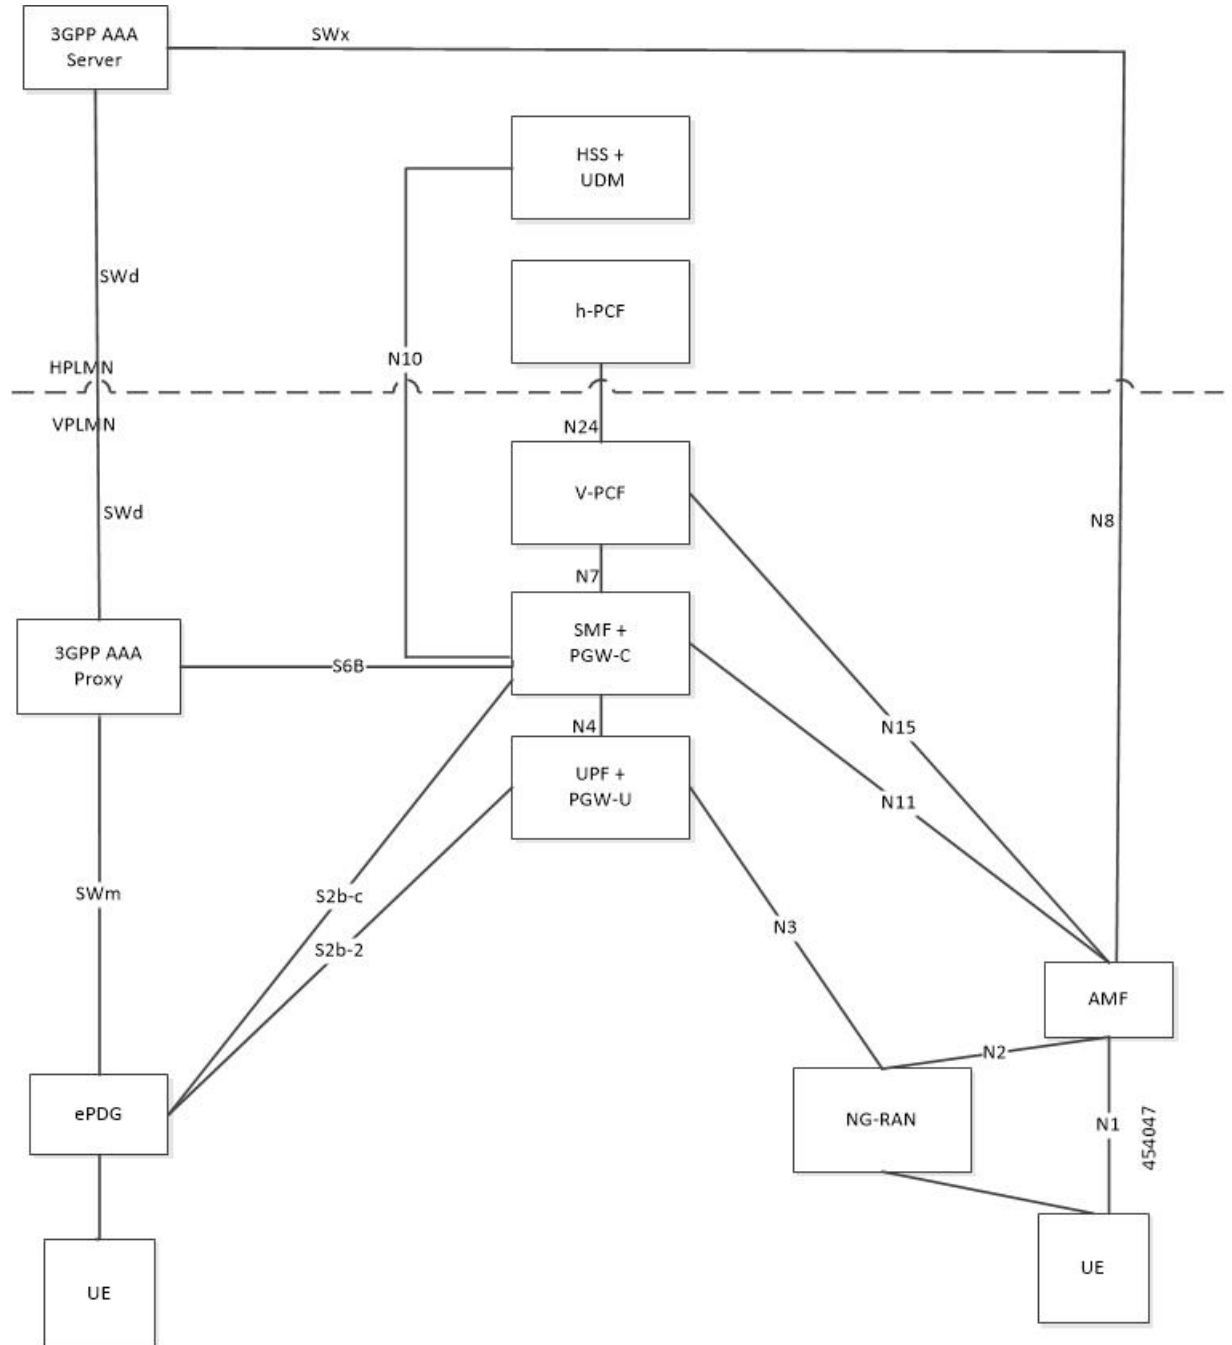 3GPP AAA
Server
SWx
HSS +
UDM
SWd
h-PCF
HPLMN
N10
VPLMN
N24
V-PCF
SWd
N8
N7
3GPP AAA
Proxy
S6B
SMF +
PGW-C
N4
N15
UPF +
PGW-U
N11
SWm
S2b-c
S2b-2
N3
AMF
N2
ePDG
NG-RAN
N1
454047
UE
UE